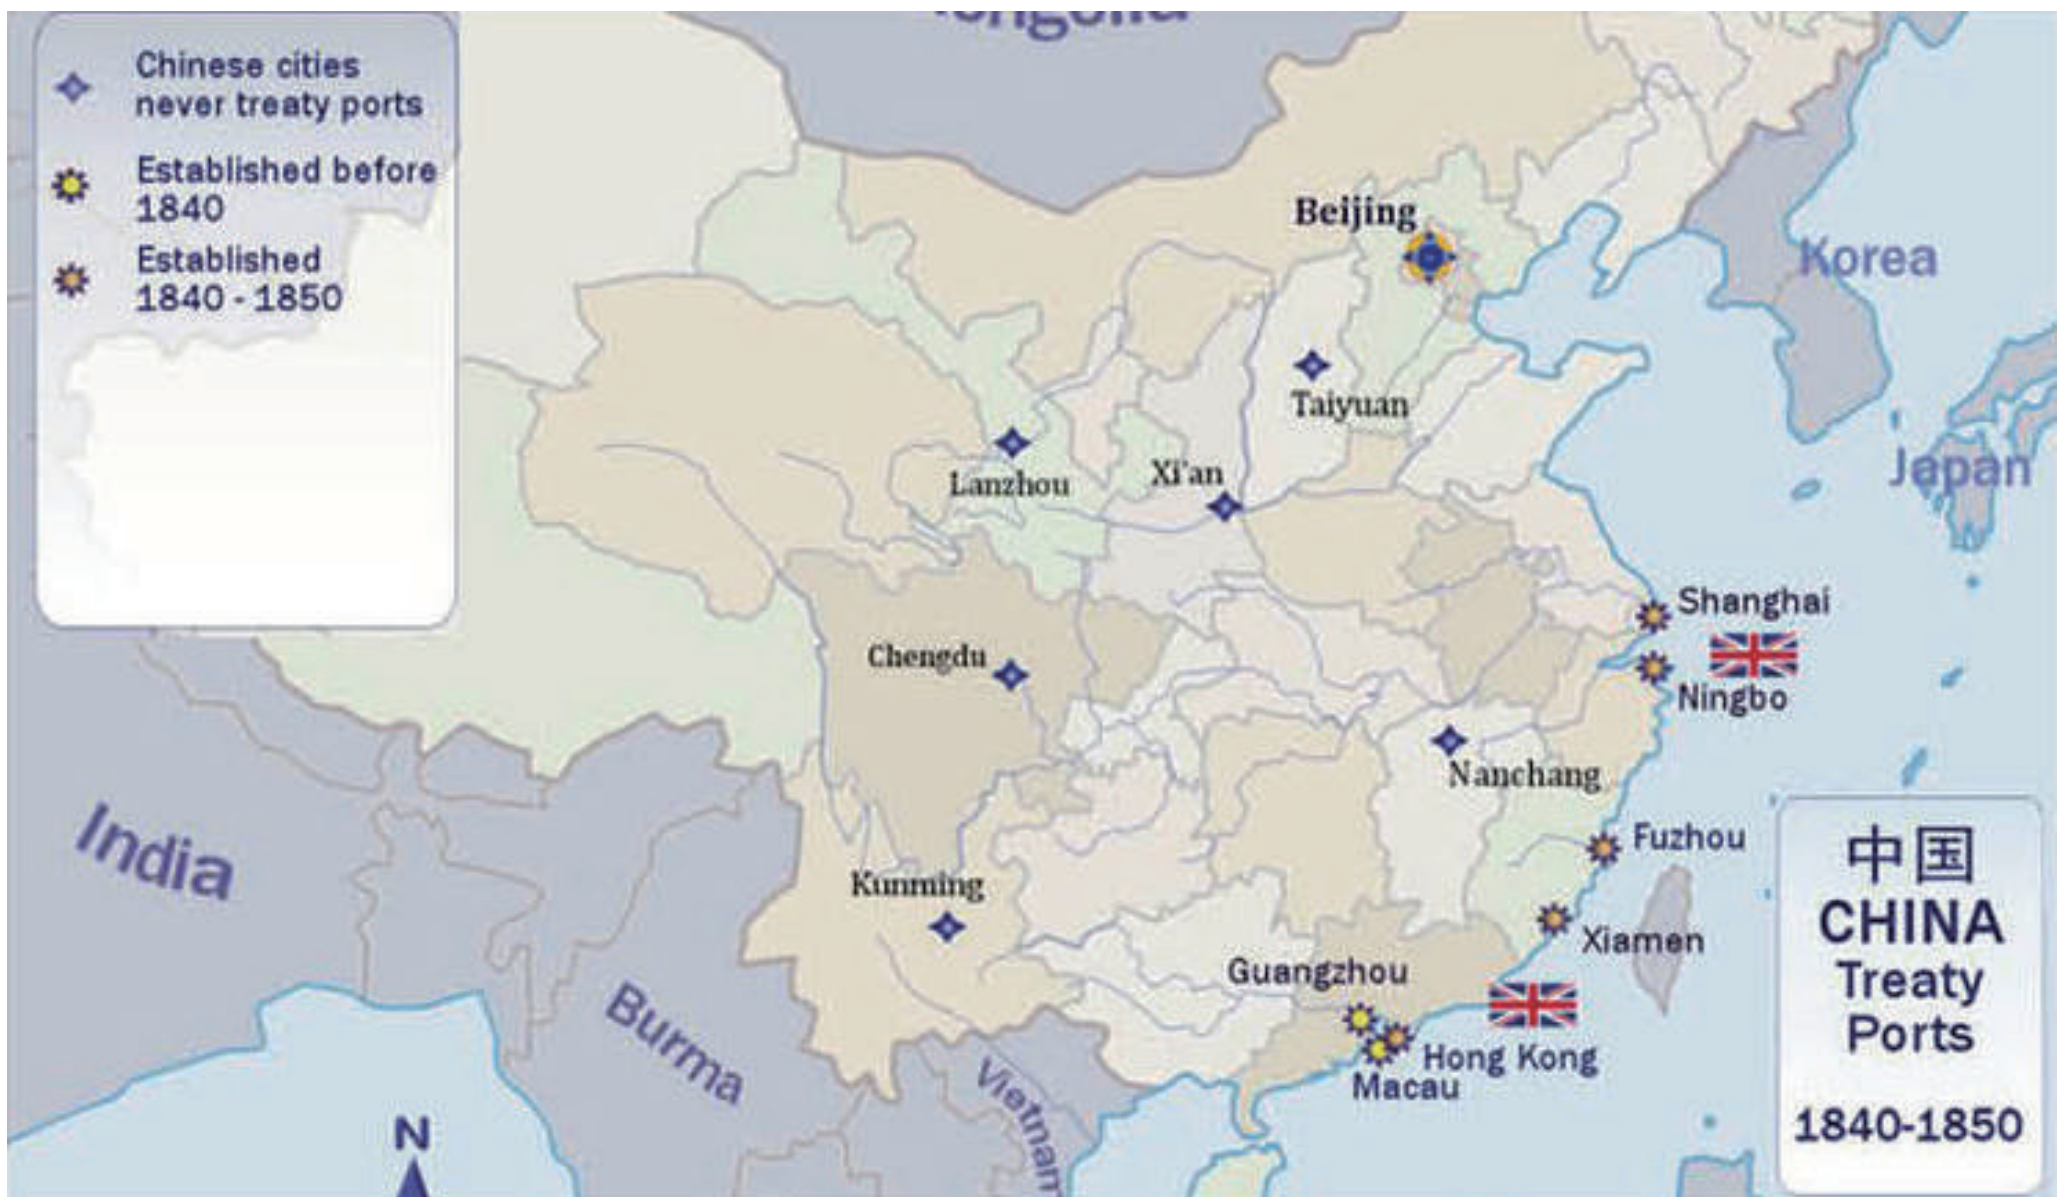 Chinese cities
never treaty ports
Established before
1840
Established
1840 - 1850
Beijing
Korea
Taiyuan
Japan
Lanzhou
Xi'an
Shanghai
Chengdu
Ningbo
Nanchang
India
Fuzhou
Kunming
Xiamen
Guangzhou
Burma
Hong Kong
Macau
Vietnam
N
中国
CHINA
Treaty
Ports
1840-1850